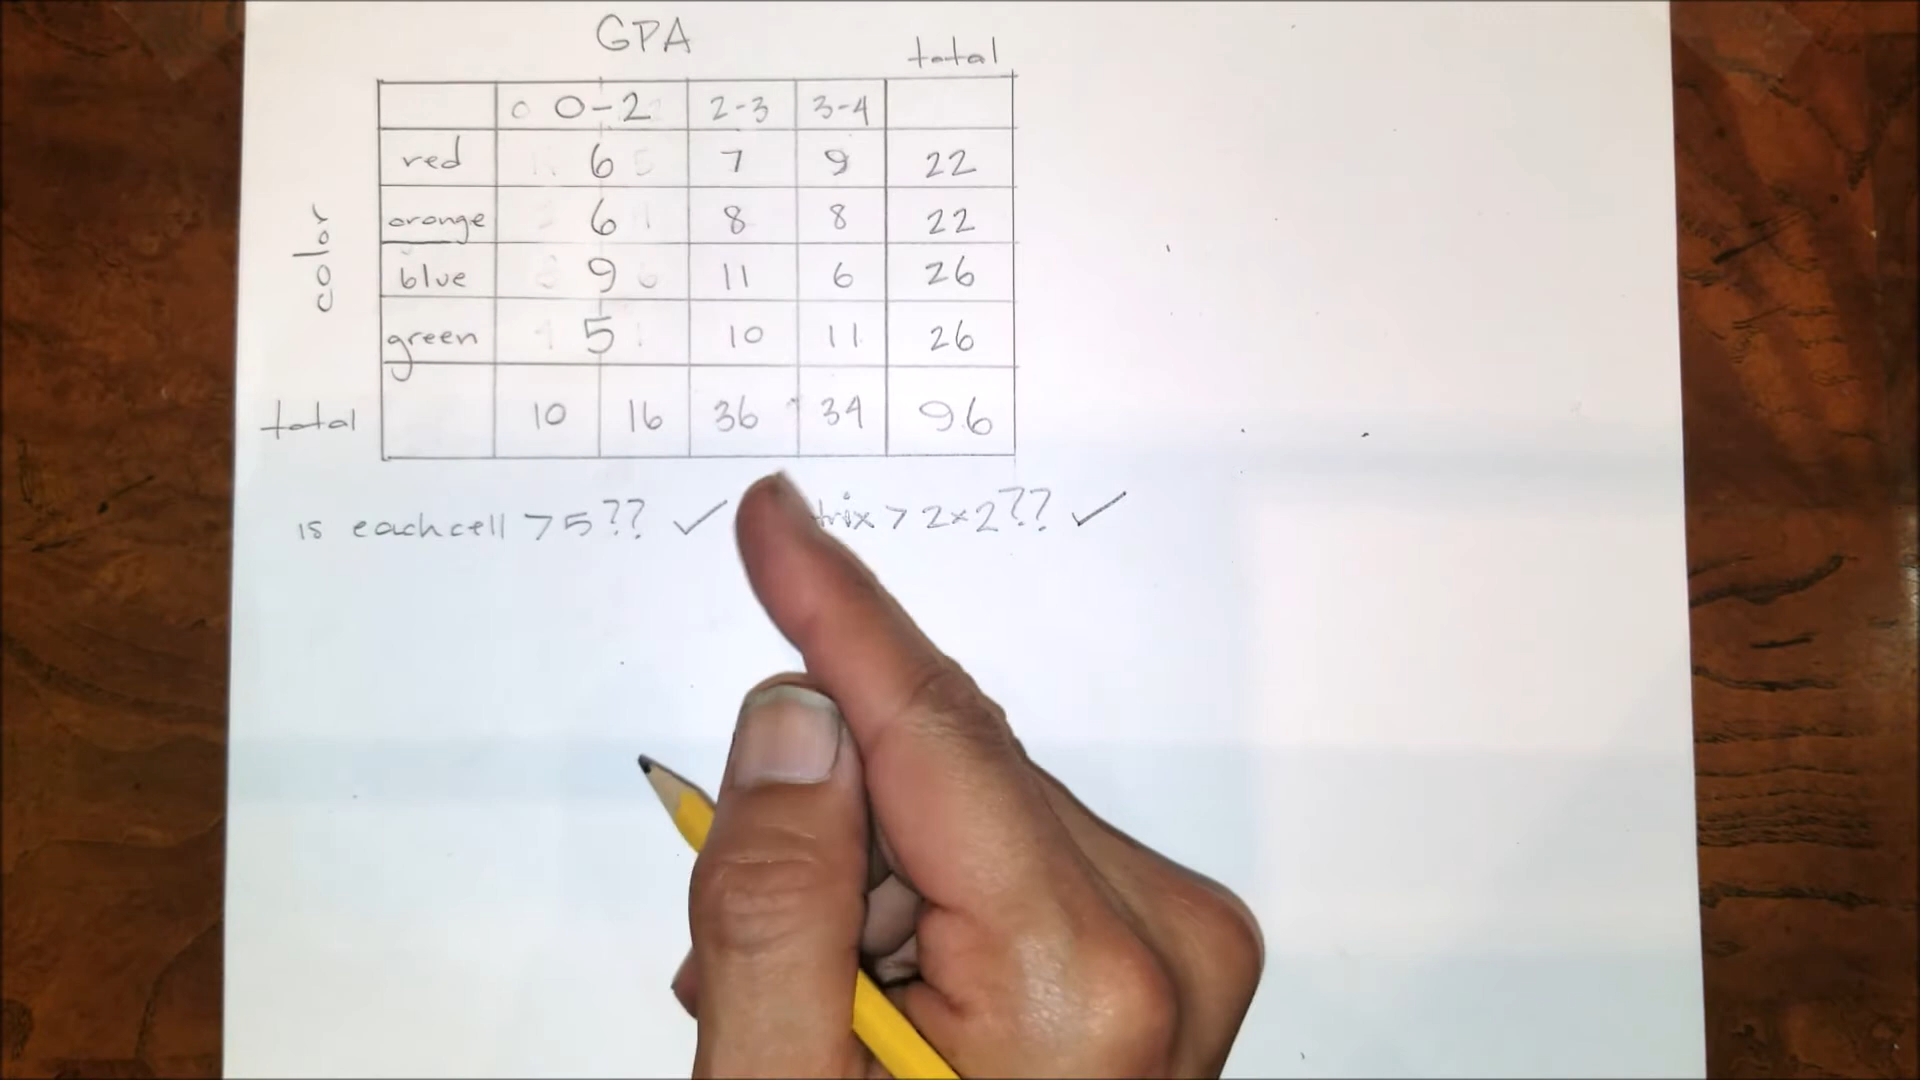 GPA
total
0-2 2-3 3-4
red 6 7 9 22
orange 6 8 8 22
color
blue 9 11 6 26
green 5 10 11 26
total 10 16 36 34 96
is each cell >5?? ✓ > 2×2?? ✓